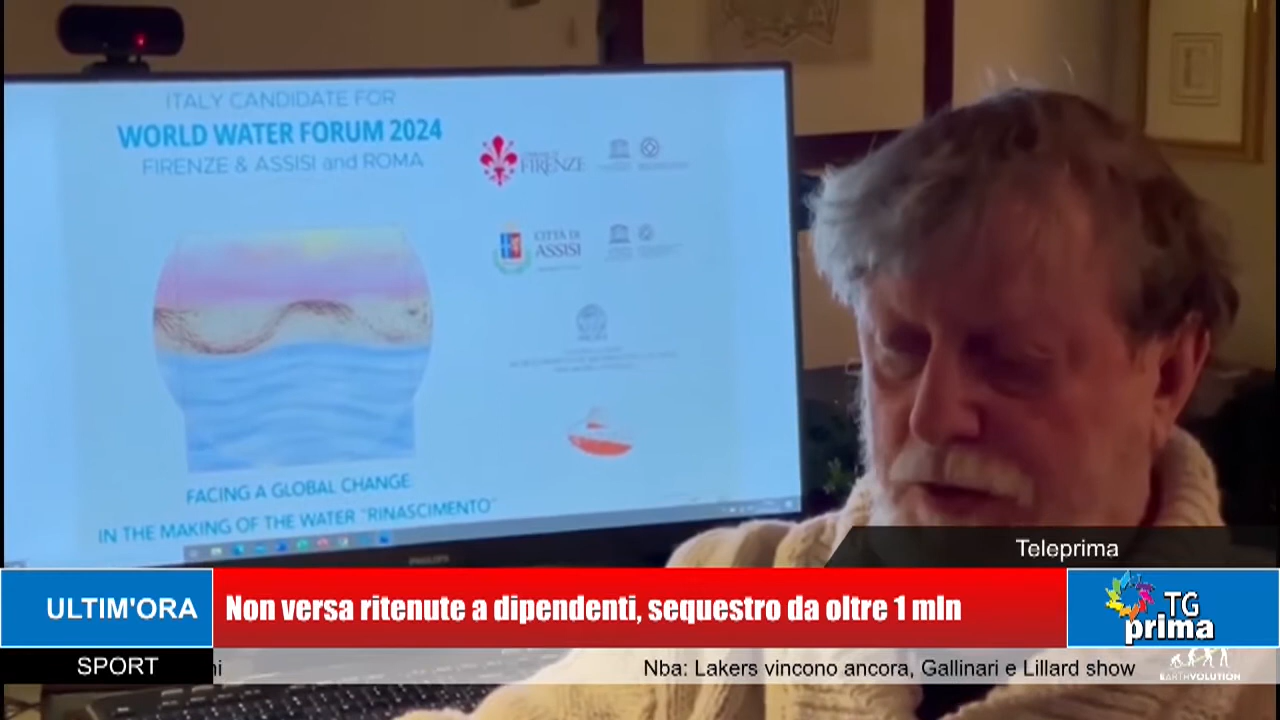 ITALY CANDIDATE FOR
WORLD WATER FORUM 2024
FIRENZE & ASSISI and ROMA
FIRENZE
CITTÀ DI
ASSISI
FACING A GLOBAL CHANGE
IN THE MAKING OF THE WATER "RINASCIMENTO"
PHILIPS
Teleprima
ULTIM'ORA
Non versa ritenute a dipendenti, sequestro da oltre 1 mln
TG
prima
SPORT
ni
Nba: Lakers vincono ancora, Gallinari e Lillard show
EARTHVOLUTION